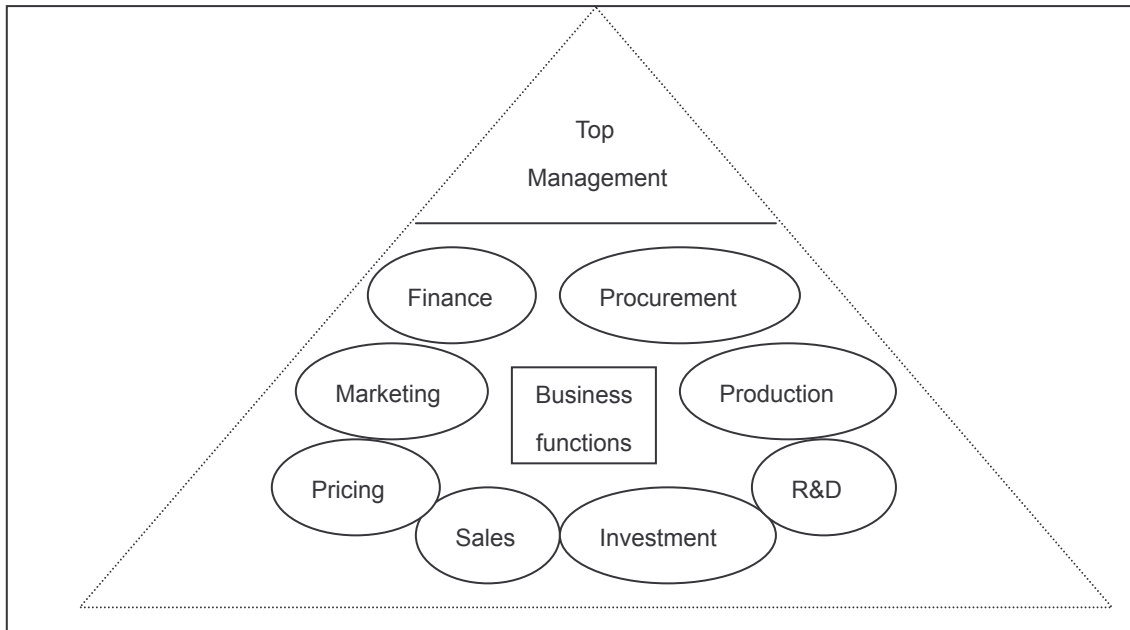 Top
Management
Finance
Procurement
Marketing
Business
functions
Production
Pricing
R&D
Sales
Investment